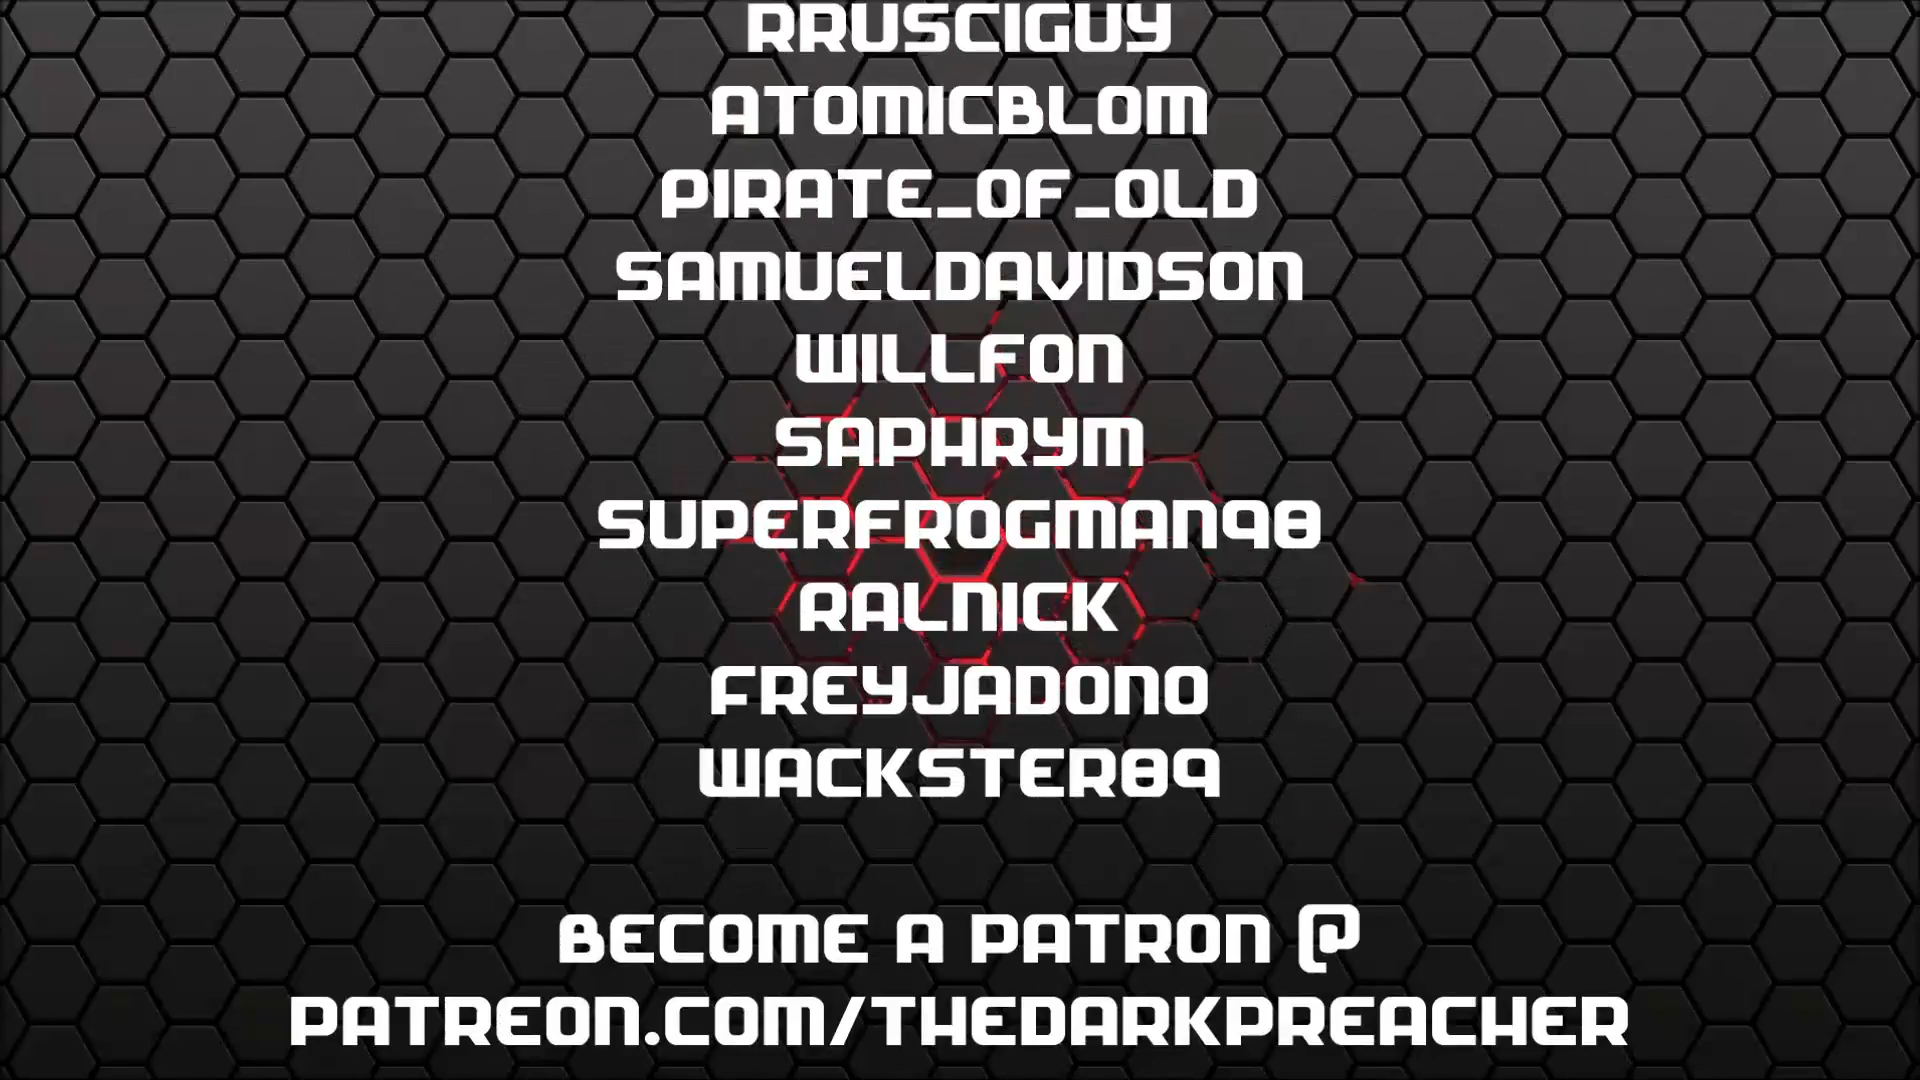 RRUSCIGUY
ATOMICBLOM
PIRATE_OF_OLD
SAMUELDAVIDSON
WILLFON
SAPHRYM
SUPERFROGMAN98
RALNICK
FREYJADONO
WACKSTER89
BECOME A PATRON @
PATREON.COM/THEDARKPREACHER